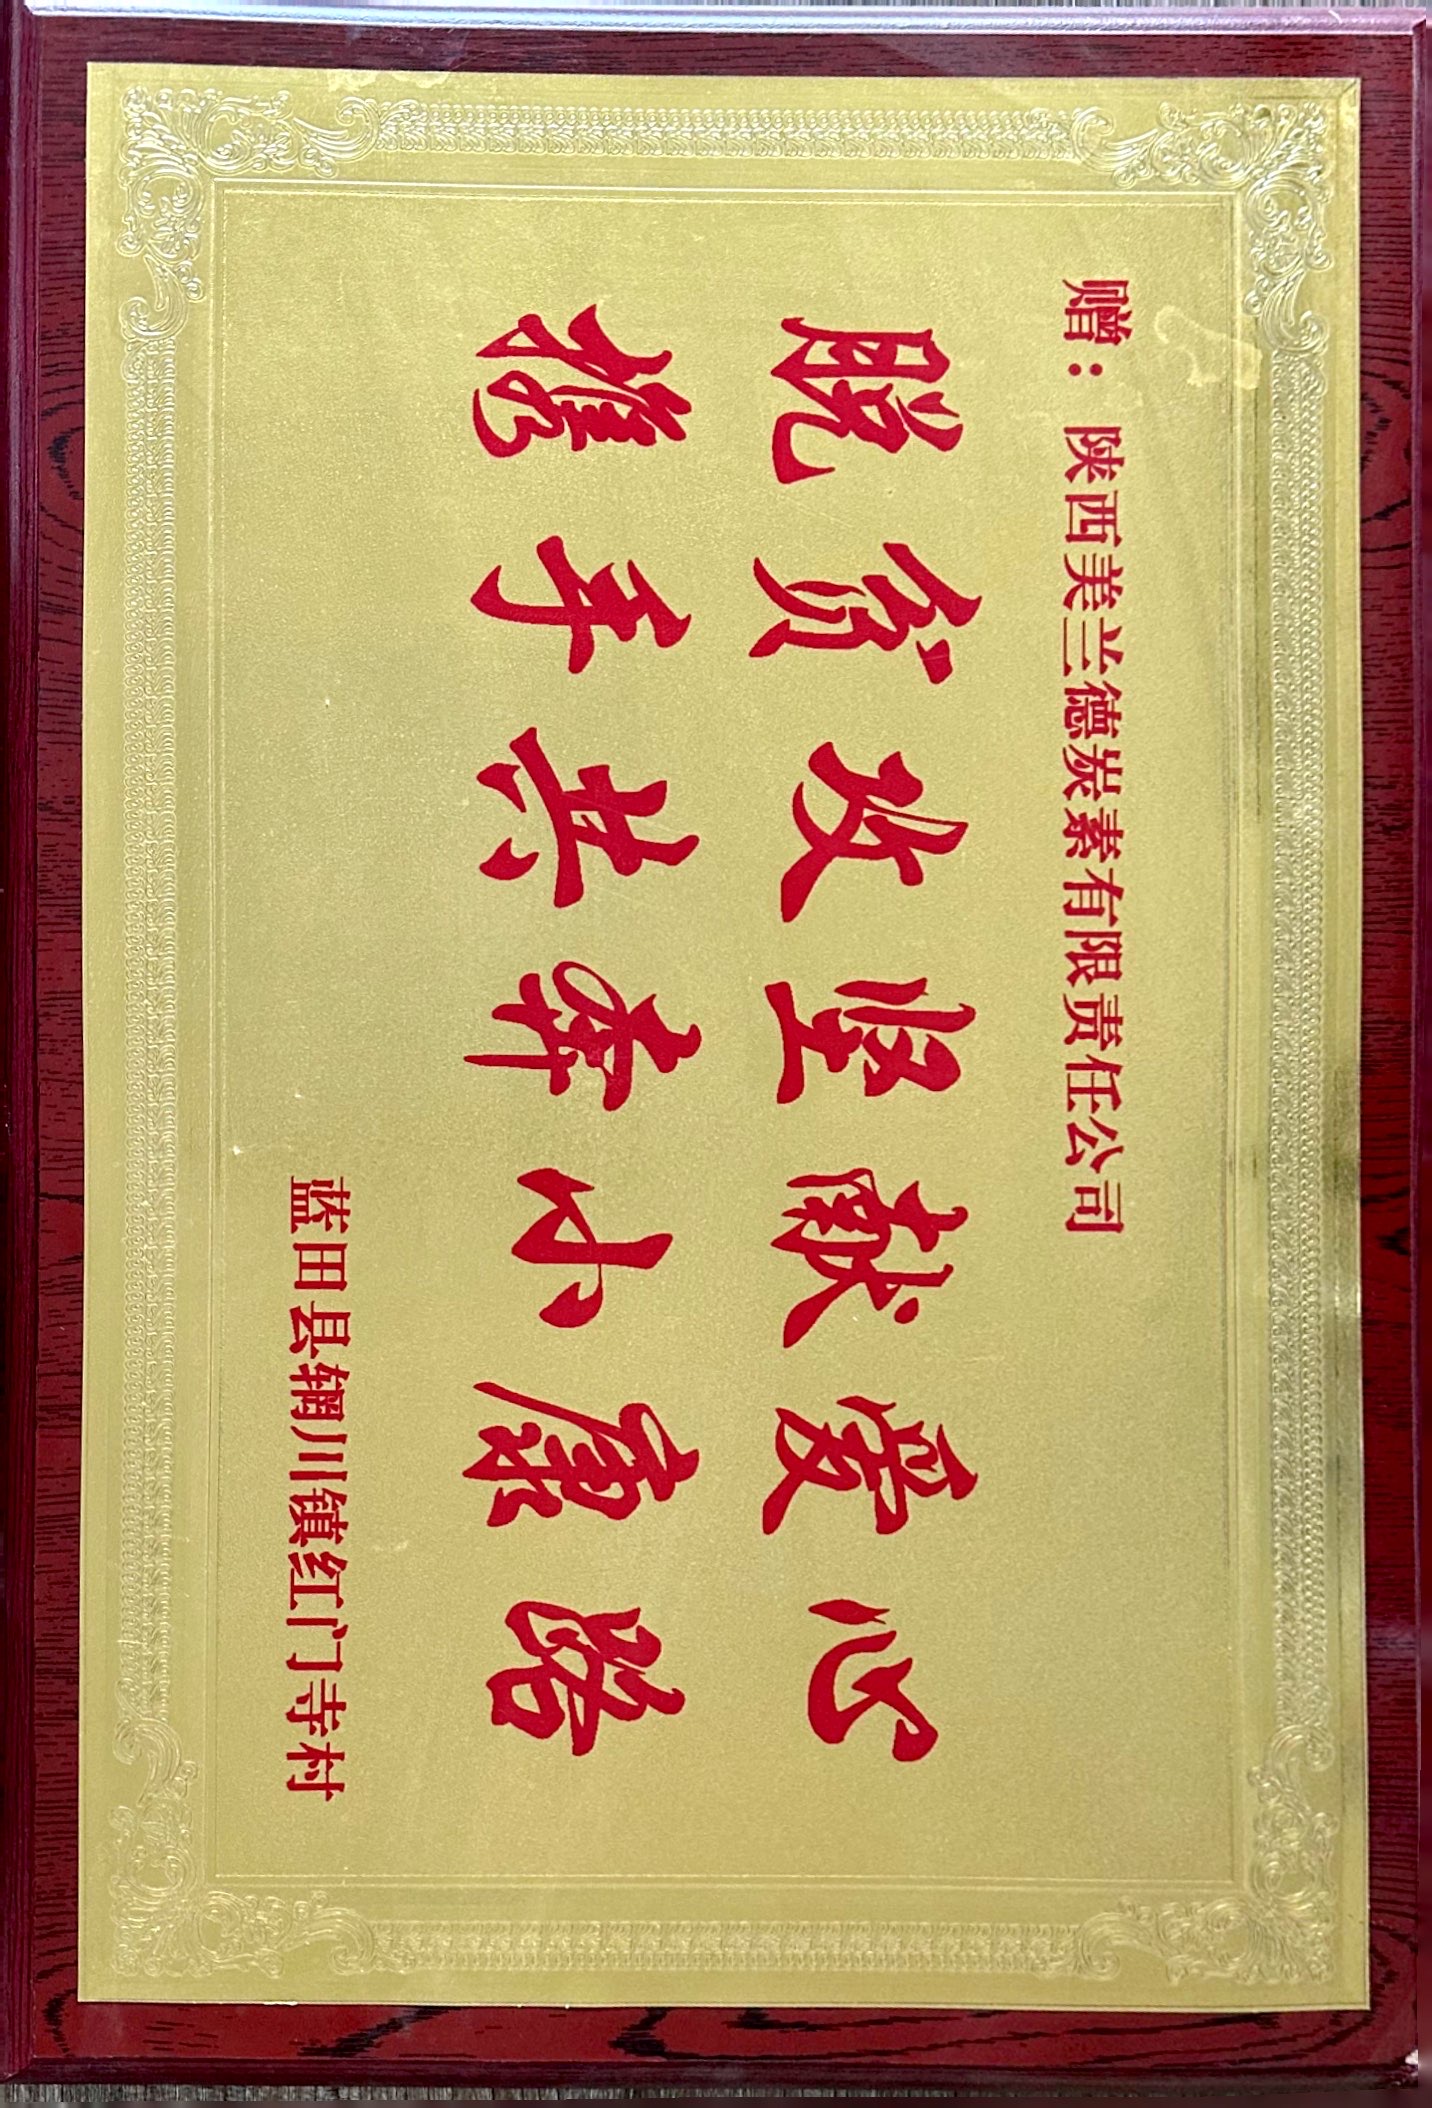 赠：陕西美兰德炭素有限责任公司
脱贫攻坚献爱心
携手共奔小康路
蓝田县辋川镇红门寺村